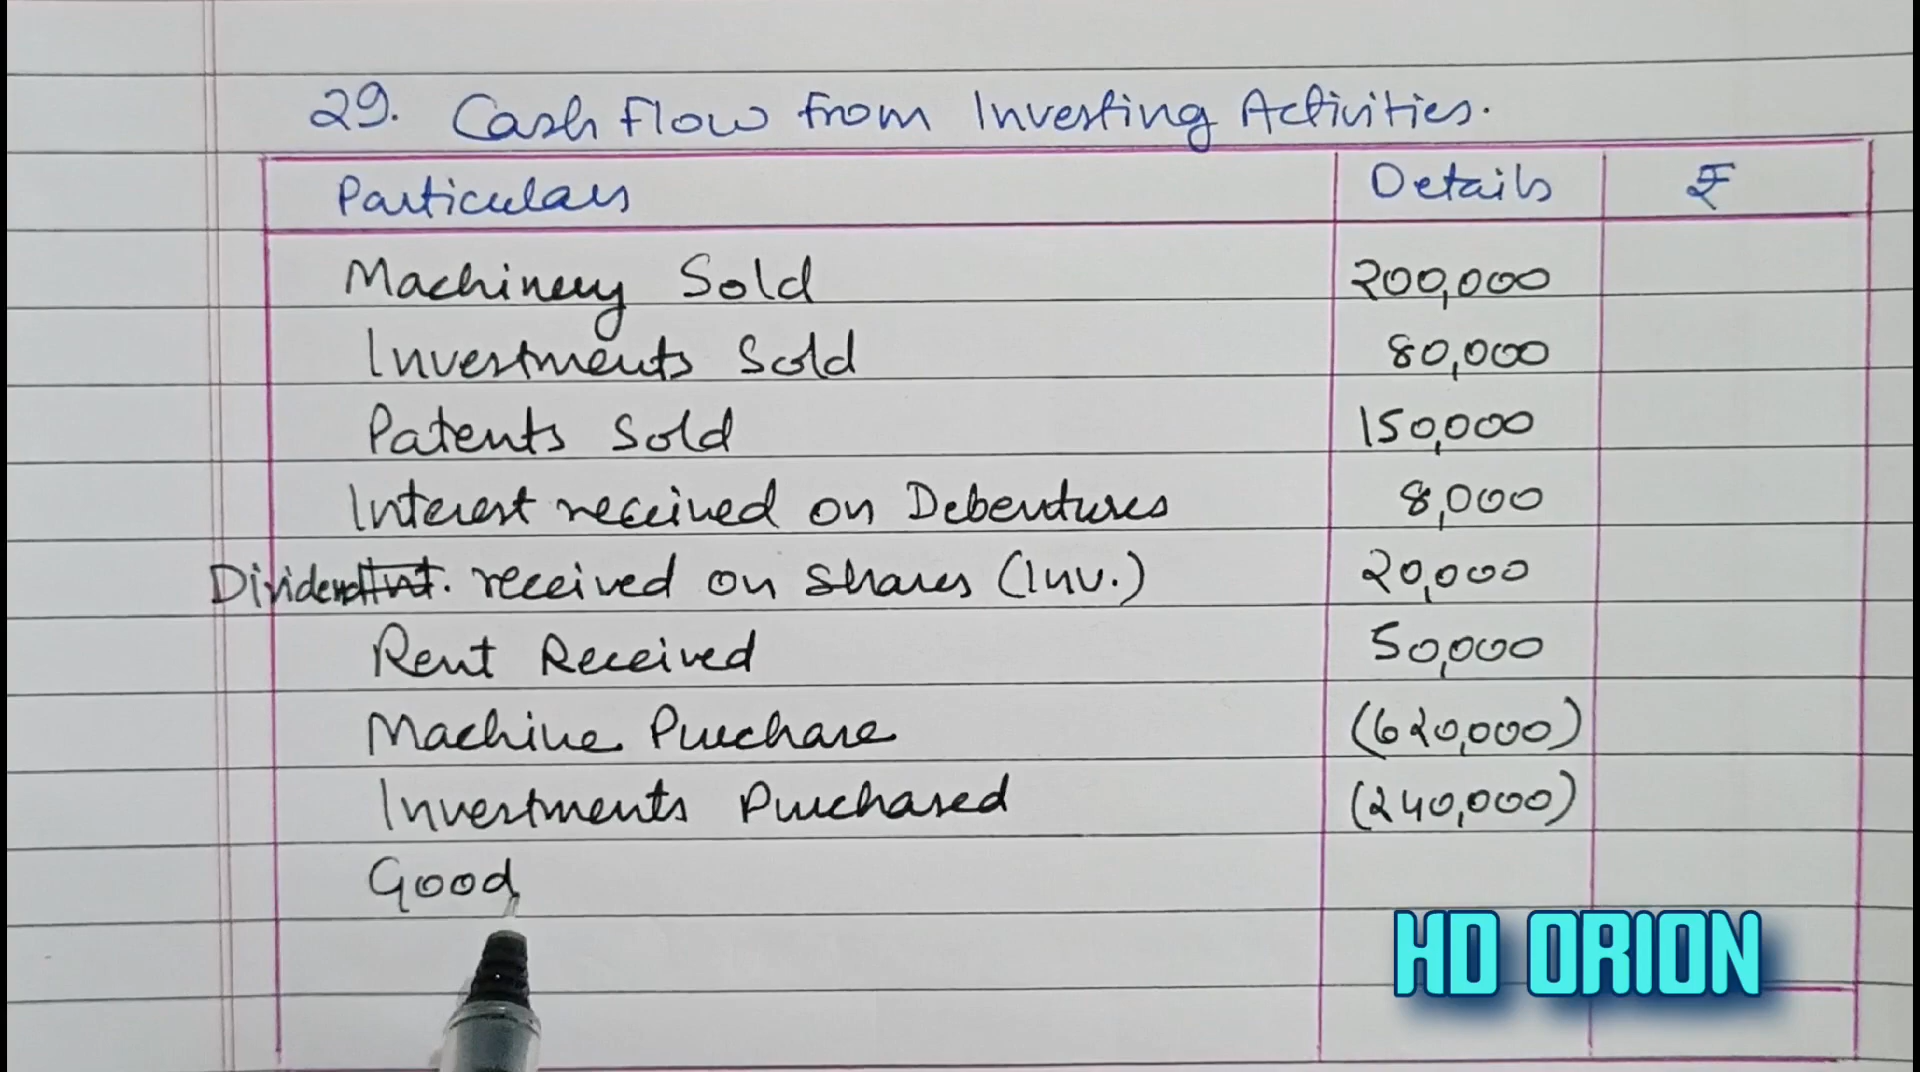 29. Cash Flow from Investing Activities.
Particulars Details ₹
Machinery Sold 200,000
Investments Sold 80,000
Patents Sold 150,000
Interest received on Debentures 8,000
Dividend Int. received on Shares (Inv.) 20,000
Rent Received 50,000
Machine Purchase (620,000)
Investments Purchased (240,000)
Good
HD ORION